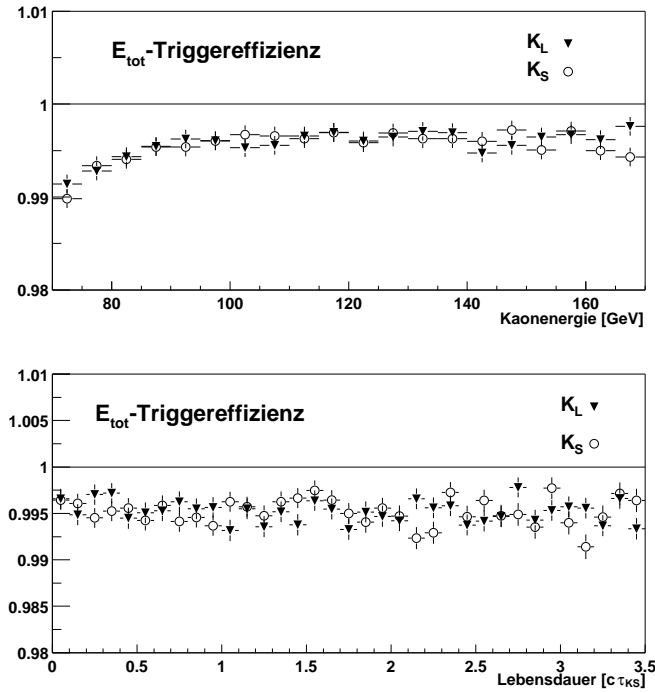 1.01
E_tot-Triggereffizienz
K_L
K_S
1
0.99
0.98
80 100 120 140 160
Kaonenergie [GeV]
1.01
1.005
E_tot-Triggereffizienz
K_L
K_S
1
0.995
0.99
0.985
0.98
0 0.5 1 1.5 2 2.5 3 3.5
Lebensdauer [c τ_KS]